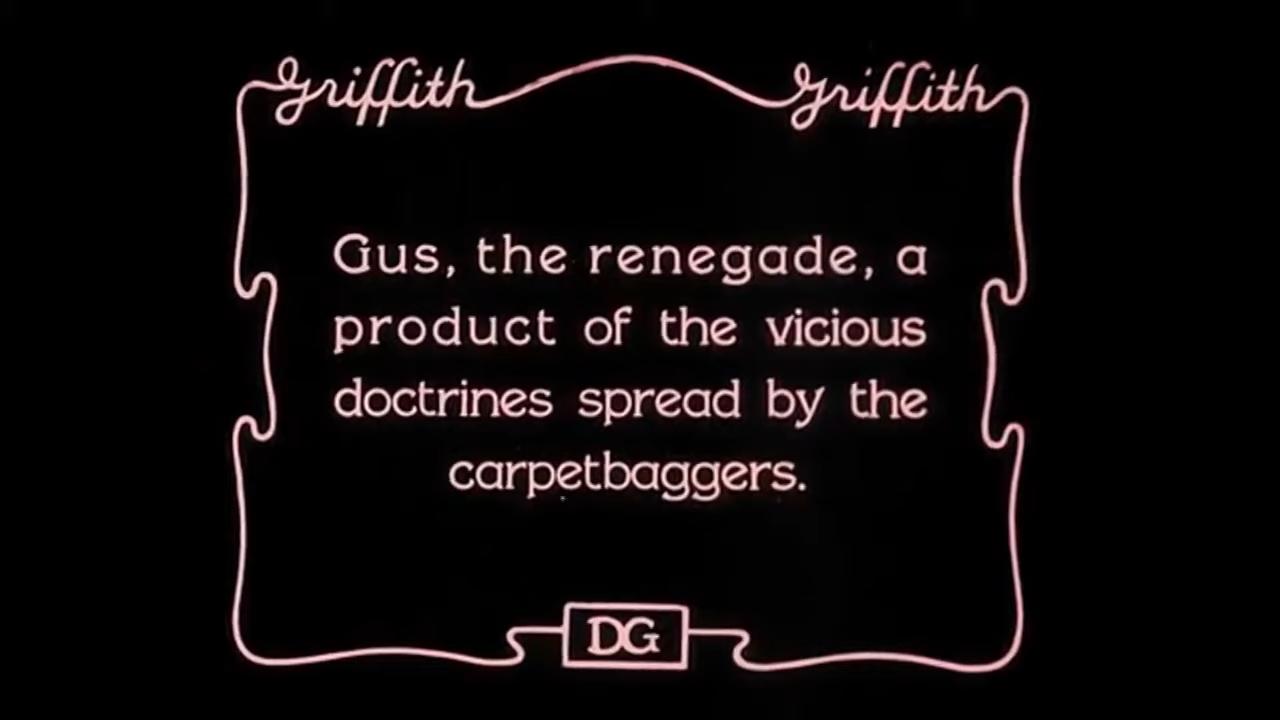 Griffith Griffith
Gus, the renegade, a
product of the vicious
doctrines spread by the
carpetbaggers.
DG